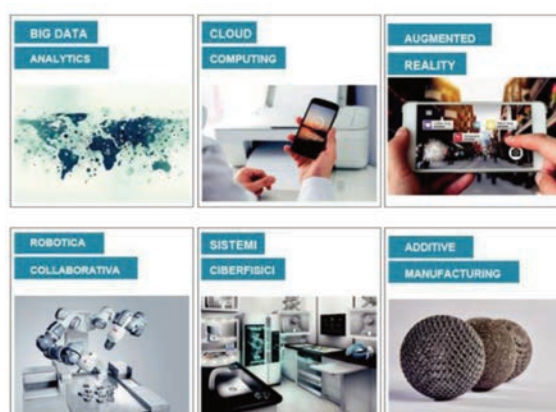 BIG DATA
ANALYTICS
CLOUD
COMPUTING
AUGMENTED
REALITY
ROBOTICA
COLLABORATIVA
SISTEMI
CIBERFISICI
ADDITIVE
MANUFACTURING